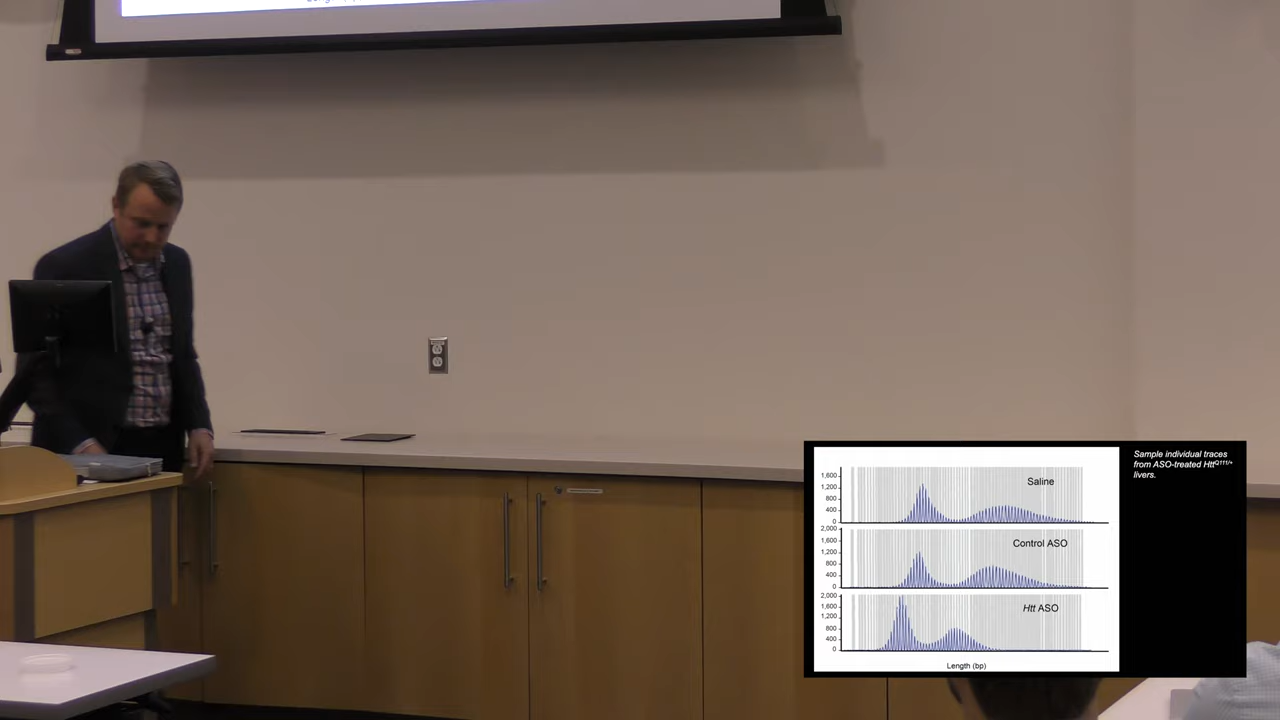 Sample individual traces
from ASO-treated Htt^Q111/+
livers.
Saline
1,600
1,200
800
400
0
Control ASO
2,000
1,600
1,200
800
400
0
Htt ASO
2,000
1,600
1,200
800
400
0
Length (bp)